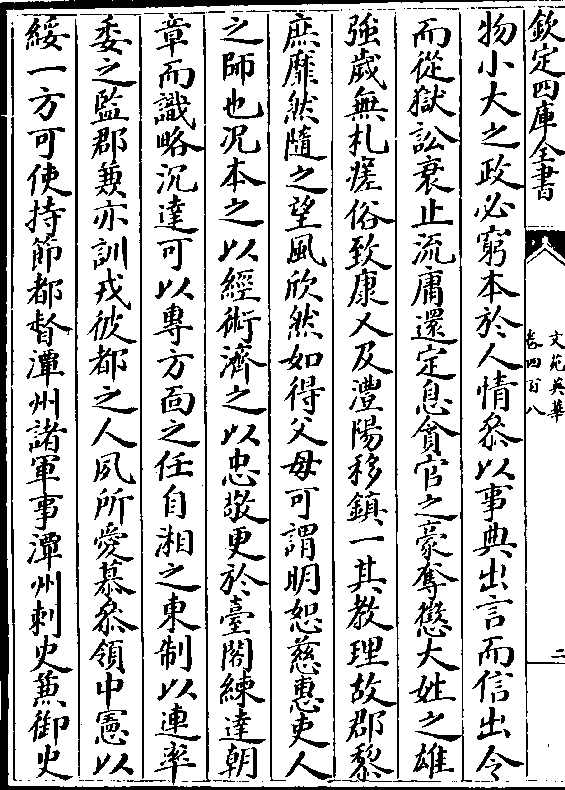 欽定四庫全書
文苑英華
卷四百八
二
物小大之政必窮本於人情叅以事典出言而信出令
而從獄訟衰止流庸還定息貪官之豪奪懲大姓之雄
強歲無札瘥俗致康乂及澧陽移鎮一其教理故郡黎
庶靡然隨之望風欣然如得父母可謂明恕慈惠吏人
之師也况本之以經術濟之以忠敬更於臺閣練達朝
章而識略沉達可以專方面之任自湘之東制以連率
委之監郡兼亦訓戎彼都之人夙所愛慕叅領中憲以
綏一方可使持節都督潭州諸軍事潭州刺史兼御史